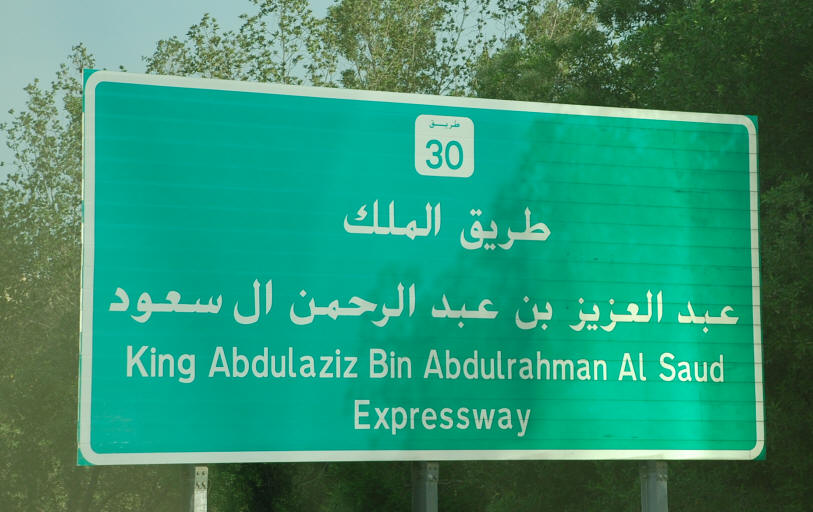 طريق
30
طريق الملك
عبد العزيز بن عبد الرحمن ال سعود
King Abdulaziz Bin Abdulrahman Al Saud
Expressway